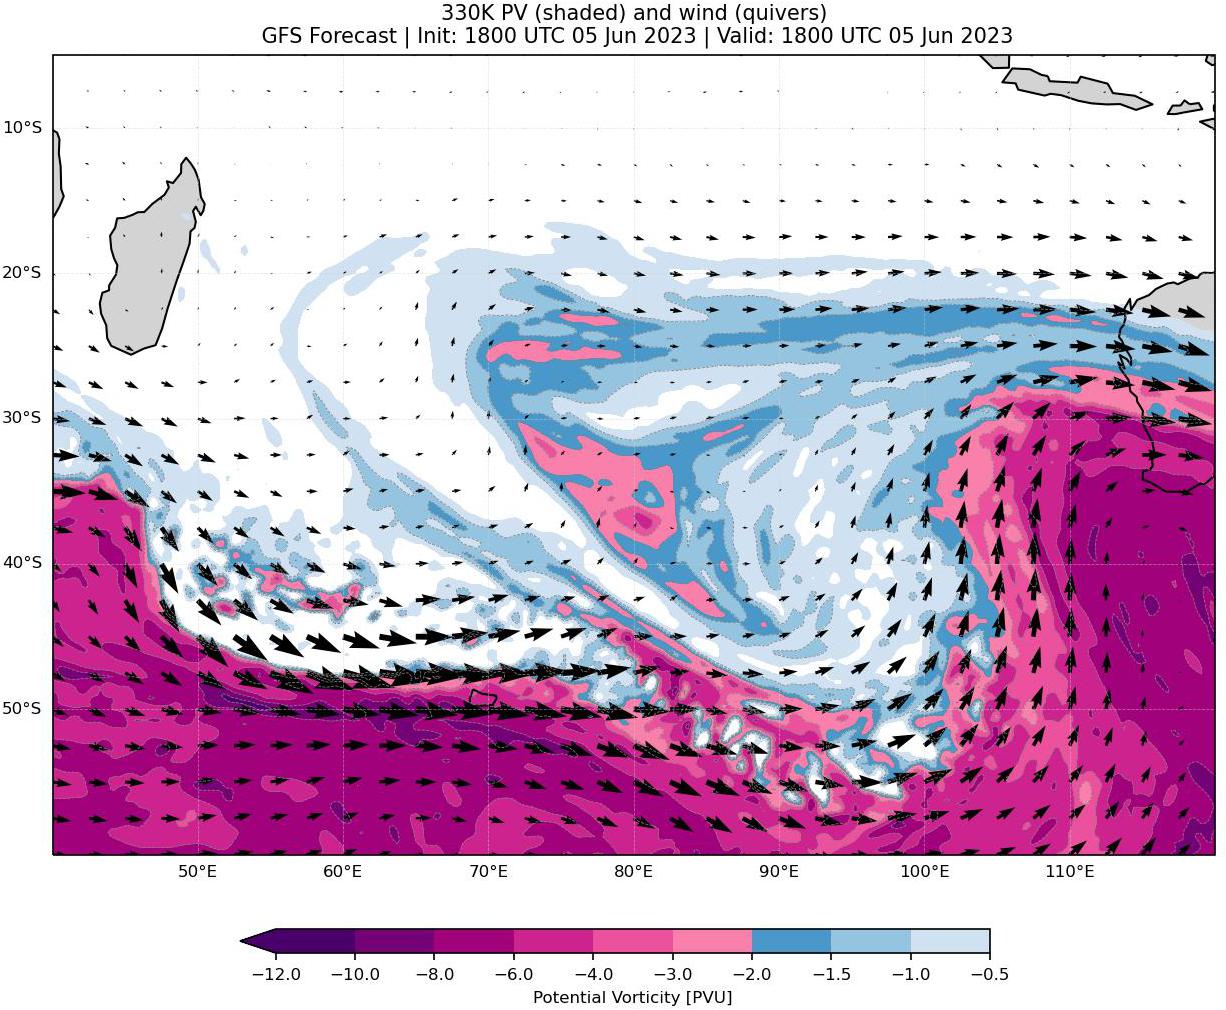 330K PV (shaded) and wind (quivers)
GFS Forecast | Init: 1800 UTC 05 Jun 2023 | Valid: 1800 UTC 05 Jun 2023
10°S
20°S
30°S
40°S
50°S
50°E 60°E 70°E 80°E 90°E 100°E 110°E
−12.0 −10.0 −8.0 −6.0 −4.0 −3.0 −2.0 −1.5 −1.0 −0.5
Potential Vorticity [PVU]